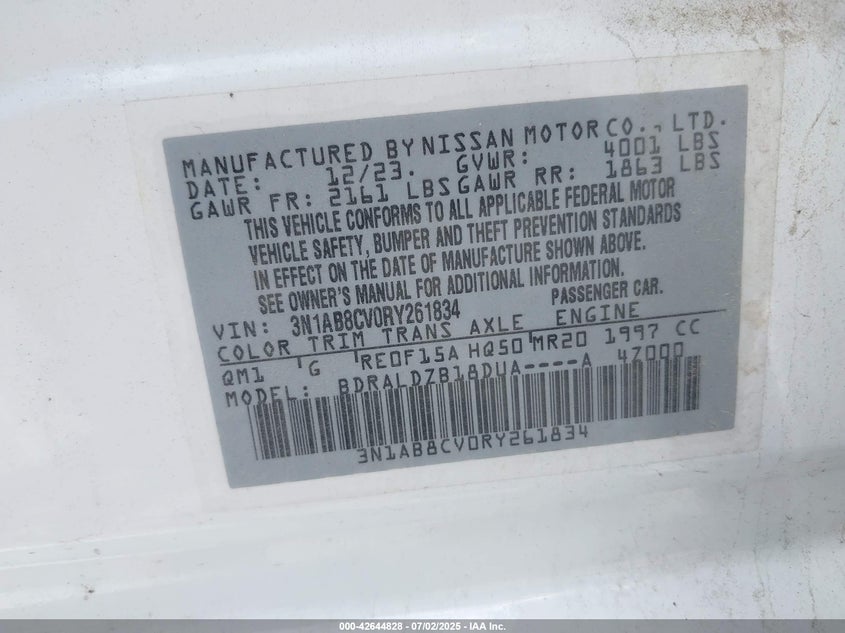 MANUFACTURED BY NISSAN MOTOR CO., LTD.
DATE: 12/23. GVWR: 4001 LBS
GAWR FR: 2161 LBS GAWR RR: 1863 LBS
THIS VEHICLE CONFORMS TO ALL APPLICABLE FEDERAL MOTOR
VEHICLE SAFETY, BUMPER AND THEFT PREVENTION STANDARDS
IN EFFECT ON THE DATE OF MANUFACTURE SHOWN ABOVE.
SEE OWNER'S MANUAL FOR ADDITIONAL INFORMATION.
VIN: 3N1AB8CV0RY261834 PASSENGER CAR.
COLOR TRIM TRANS AXLE ENGINE
QM1 G RE0F15A HQ50 MR20 1997 CC
MODEL: BDRALDZB18DUA----A 47000
3N1AB8CV0RY261834
000-42644828 - 07/02/2025 - IAA Inc.